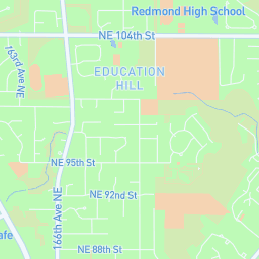 Redmond High School
NE 104th St
163rd Ave NE
EDUCATION
HILL
NE 95th St
NE 92nd St
166th Ave NE
afe
NE 88th St